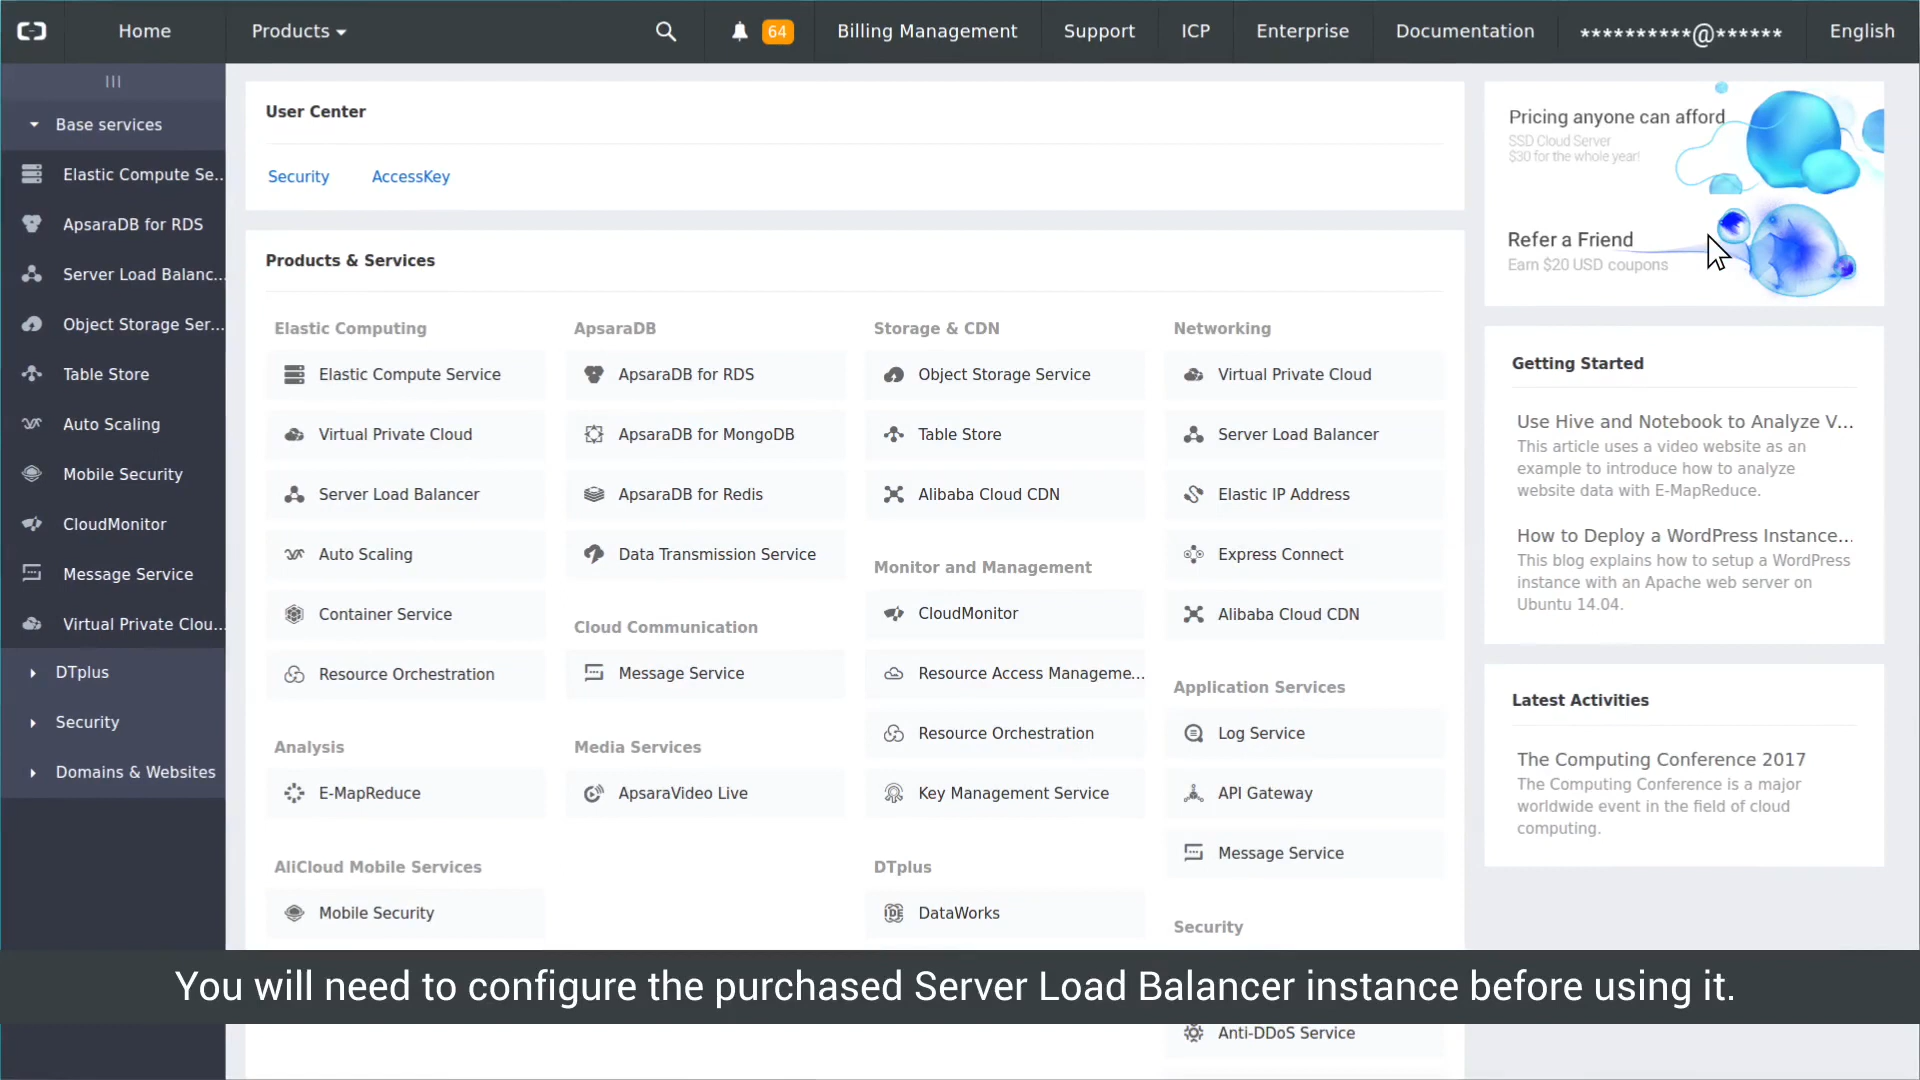 Home
Products
64
Billing Management
Support
ICP
Enterprise
Documentation
**********@******
English
Base services
Elastic Compute Se...
ApsaraDB for RDS
Server Load Balanc...
Object Storage Ser...
Table Store
Auto Scaling
Mobile Security
CloudMonitor
Message Service
Virtual Private Clou...
DTplus
Security
Domains & Websites
User Center
Security
AccessKey
Products & Services
Elastic Computing
Elastic Compute Service
Virtual Private Cloud
Server Load Balancer
Auto Scaling
Container Service
Resource Orchestration
Analysis
E-MapReduce
AliCloud Mobile Services
Mobile Security
ApsaraDB
ApsaraDB for RDS
ApsaraDB for MongoDB
ApsaraDB for Redis
Data Transmission Service
Cloud Communication
Message Service
Media Services
ApsaraVideo Live
Storage & CDN
Object Storage Service
Table Store
Alibaba Cloud CDN
Monitor and Management
CloudMonitor
Resource Access Manageme...
Resource Orchestration
Key Management Service
DTplus
DataWorks
Networking
Virtual Private Cloud
Server Load Balancer
Elastic IP Address
Express Connect
Alibaba Cloud CDN
Application Services
Log Service
API Gateway
Message Service
Security
Anti-DDoS Service
Pricing anyone can afford
SSD Cloud Server
$30 for the whole year!
Refer a Friend
Earn $20 USD coupons
Getting Started
Use Hive and Notebook to Analyze V...
This article uses a video website as an
example to introduce how to analyze
website data with E-MapReduce.
How to Deploy a WordPress Instance...
This blog explains how to setup a WordPress
instance with an Apache web server on
Ubuntu 14.04.
Latest Activities
The Computing Conference 2017
The Computing Conference is a major
worldwide event in the field of cloud
computing.
You will need to configure the purchased Server Load Balancer instance before using it.